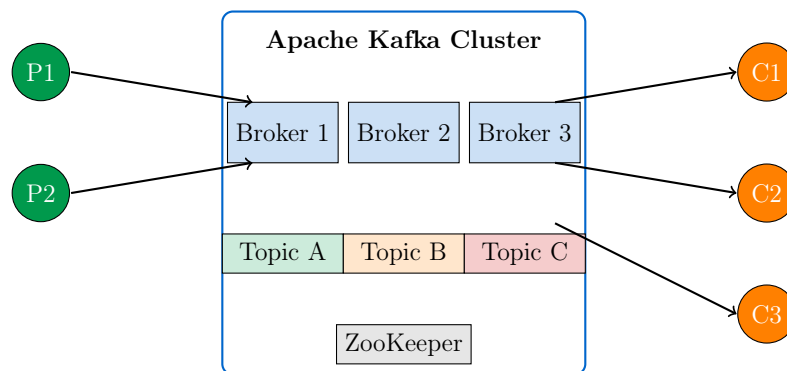 Apache Kafka Cluster
P1
C1
Broker 1 Broker 2 Broker 3
P2
C2
Topic A Topic B Topic C
C3
ZooKeeper